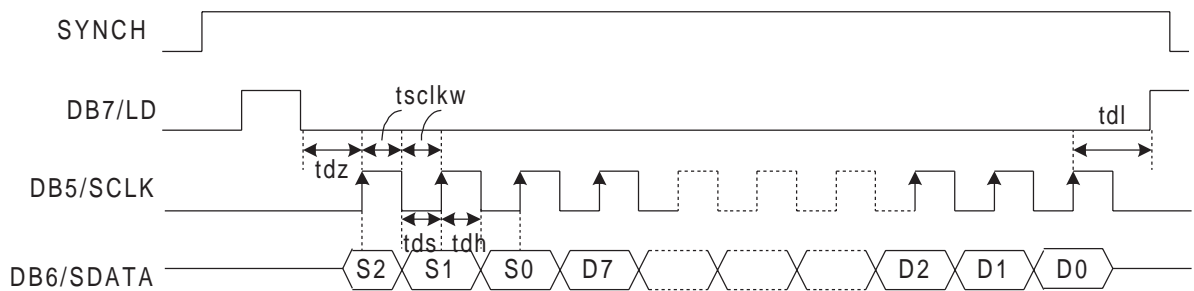 SYNCH
DB7/LD
tsclkw
tdl
tdz
DB5/SCLK
tds tdh
DB6/SDATA
S2 S1 S0 D7 D2 D1 D0